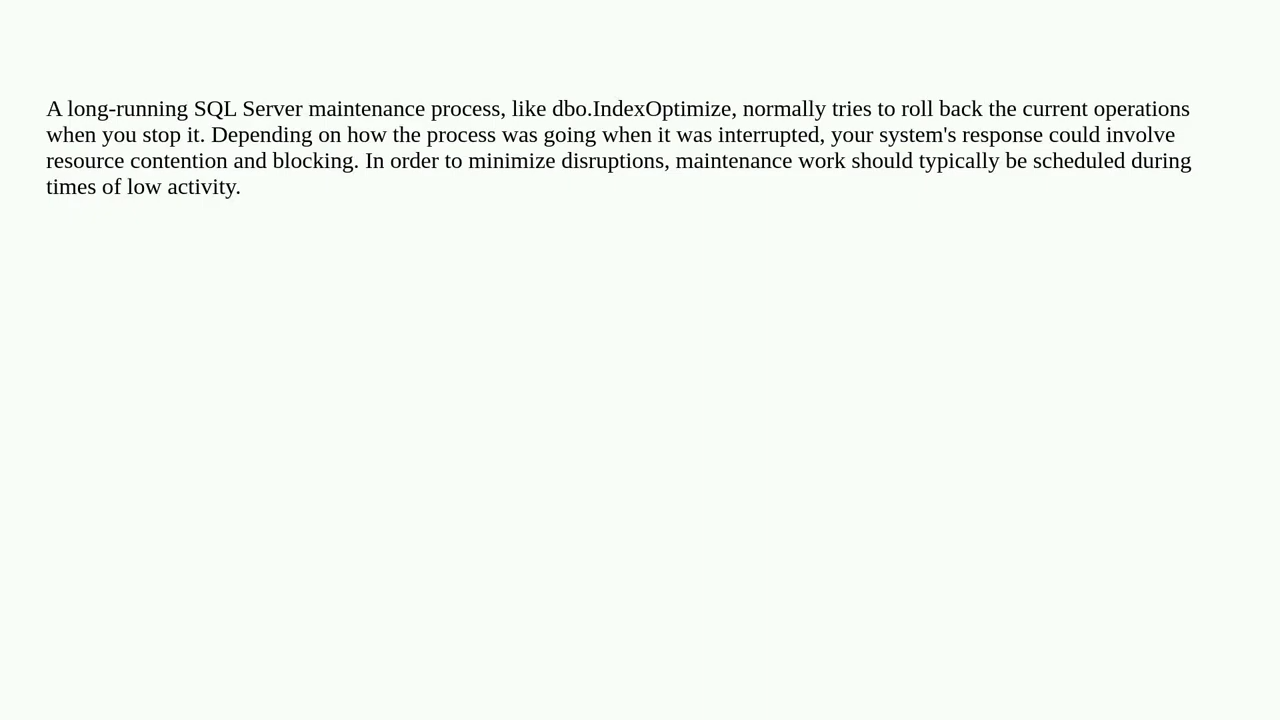 A long-running SQL Server maintenance process, like dbo.IndexOptimize, normally tries to roll back the current operations
when you stop it. Depending on how the process was going when it was interrupted, your system's response could involve
resource contention and blocking. In order to minimize disruptions, maintenance work should typically be scheduled during
times of low activity.